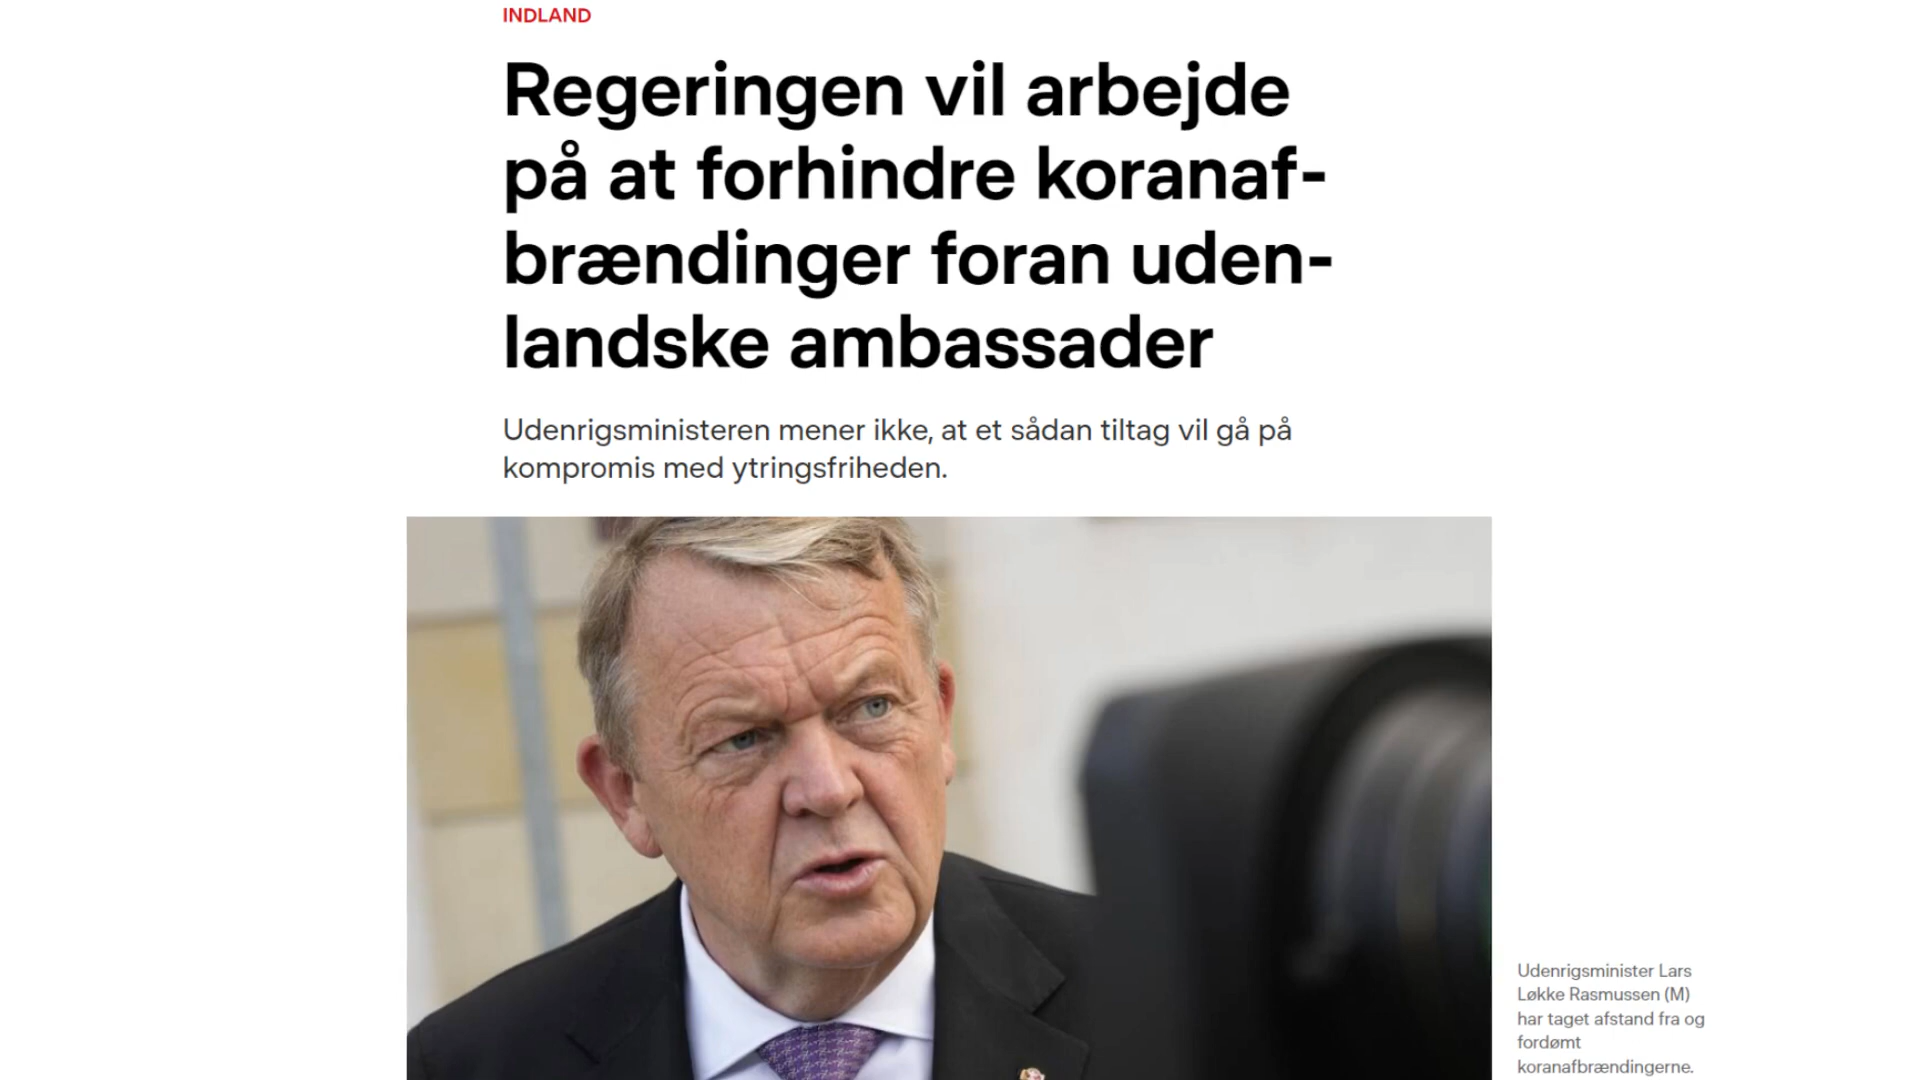 INDLAND
Regeringen vil arbejde
på at forhindre koranaf-
brændinger foran uden-
landske ambassader
Udenrigsministeren mener ikke, at et sådan tiltag vil gå på
kompromis med ytringsfriheden.
Udenrigsminister Lars
Løkke Rasmussen (M)
har taget afstand fra og
fordømt
koranafbrændingerne.